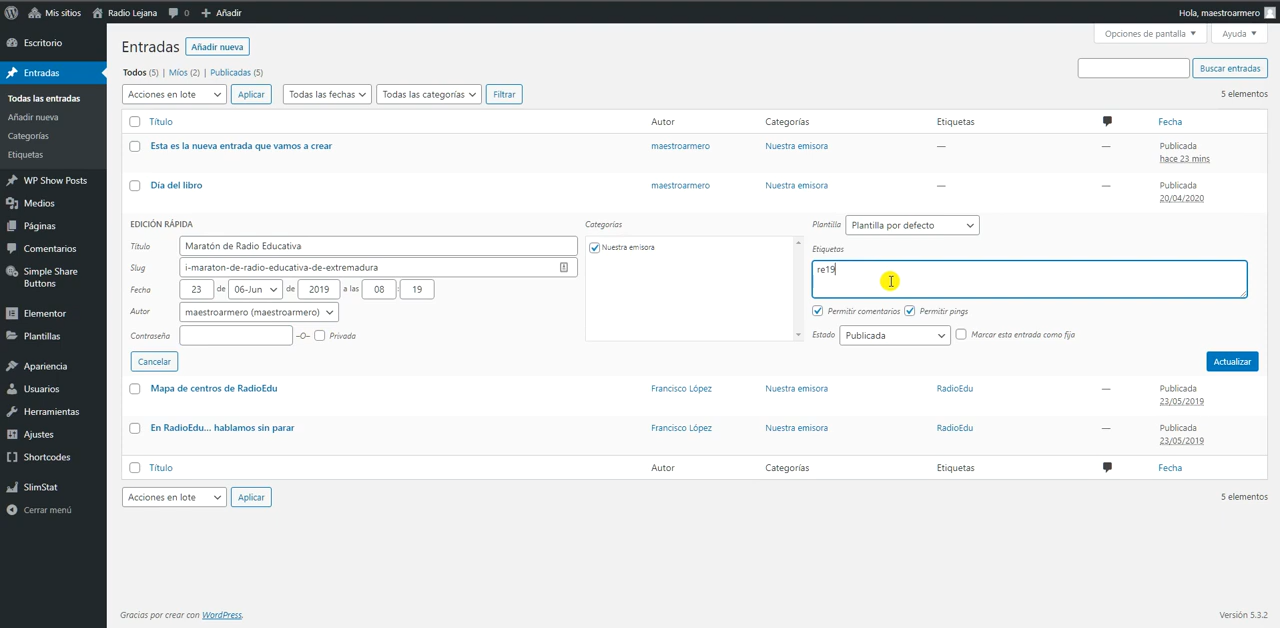 Mis sitios Radio Lejana 0 Añadir Hola, maestroarmero
Escritorio
Entradas
Todas las entradas
Añadir nueva
Categorías
Etiquetas
WP Show Posts
Medios
Páginas
Comentarios
Simple Share
Buttons
Elementor
Plantillas
Apariencia
Usuarios
Herramientas
Ajustes
Shortcodes
SlimStat
Cerrar menú
Opciones de pantalla Ayuda
Entradas Añadir nueva
Todos (5) | Míos (2) | Publicadas (5)
Buscar entradas
Acciones en lote Aplicar Todas las fechas Todas las categorías Filtrar 5 elementos
Título Autor Categorías Etiquetas Fecha
Esta es la nueva entrada que vamos a crear maestroarmero Nuestra emisora — — Publicada
hace 23 mins
Día del libro maestroarmero Nuestra emisora — — Publicada
20/04/2020
EDICIÓN RÁPIDA Categorías Plantilla Plantilla por defecto
Título Maratón de Radio Educativa Nuestra emisora Etiquetas
Slug i-maraton-de-radio-educativa-de-extremadura re19
Fecha 23 de 06-Jun de 2019 a las 08 : 19
Autor maestroarmero (maestroarmero) Permitir comentarios Permitir pings
Contraseña –O– Privada Estado Publicada Marcar esta entrada como fija
Cancelar Actualizar
Mapa de centros de RadioEdu Francisco López Nuestra emisora RadioEdu — Publicada
23/05/2019
En RadioEdu... hablamos sin parar Francisco López Nuestra emisora RadioEdu — Publicada
23/05/2019
Título Autor Categorías Etiquetas Fecha
Acciones en lote Aplicar 5 elementos
Gracias por crear con WordPress. Versión 5.3.2